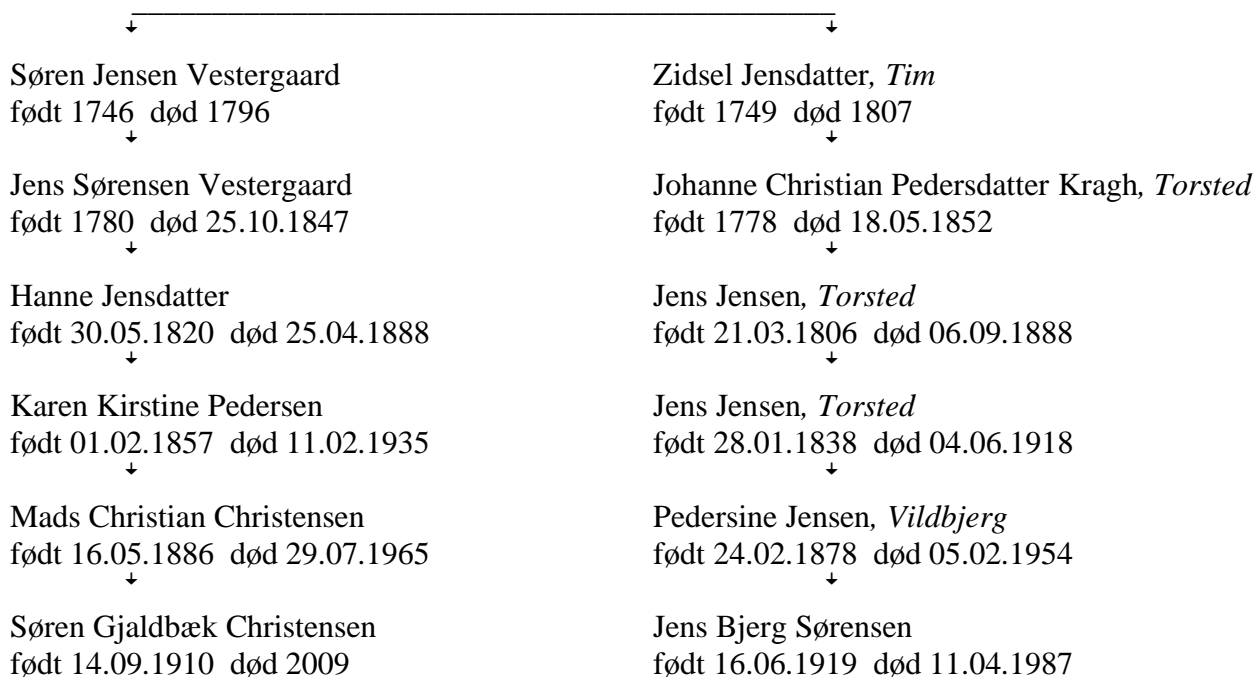 Søren Jensen Vestergaard
født 1746 død 1796
Zidsel Jensdatter, Tim
født 1749 død 1807
Jens Sørensen Vestergaard
født 1780 død 25.10.1847
Johanne Christian Pedersdatter Kragh, Torsted
født 1778 død 18.05.1852
Hanne Jensdatter
født 30.05.1820 død 25.04.1888
Jens Jensen, Torsted
født 21.03.1806 død 06.09.1888
Karen Kirstine Pedersen
født 01.02.1857 død 11.02.1935
Jens Jensen, Torsted
født 28.01.1838 død 04.06.1918
Mads Christian Christensen
født 16.05.1886 død 29.07.1965
Pedersine Jensen, Vildbjerg
født 24.02.1878 død 05.02.1954
Søren Gjaldbæk Christensen
født 14.09.1910 død 2009
Jens Bjerg Sørensen
født 16.06.1919 død 11.04.1987